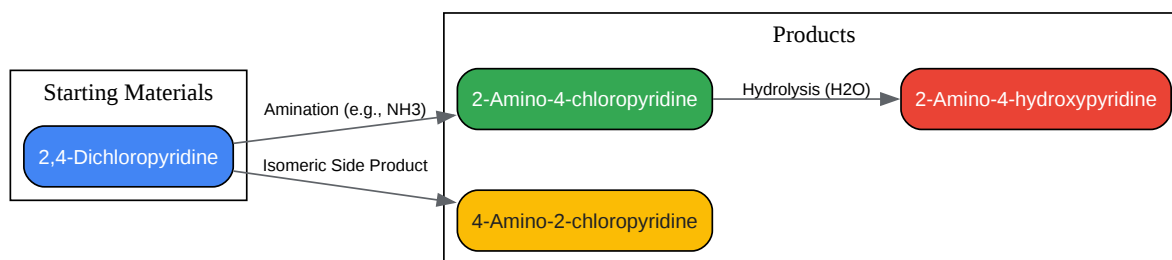 Products
Starting Materials
2-Amino-4-chloropyridine
Hydrolysis (H2O)
2-Amino-4-hydroxypyridine
Amination (e.g., NH3)
2,4-Dichloropyridine
Isomeric Side Product
4-Amino-2-chloropyridine